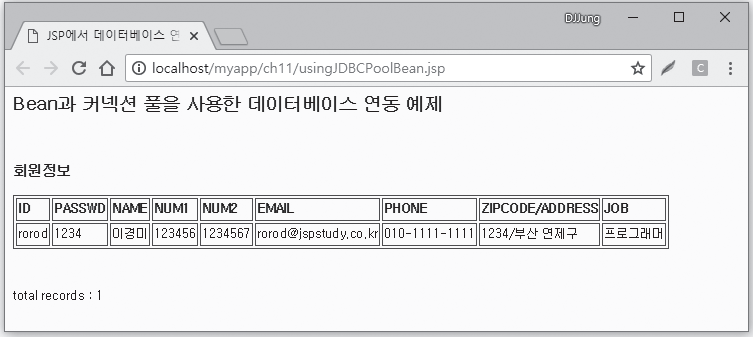 DJJung
JSP에서 데이터베이스 연
localhost/myapp/ch11/usingJDBCPoolBean.jsp
Bean과 커넥션 풀을 사용한 데이터베이스 연동 예제
회원정보
ID PASSWD NAME NUM1 NUM2 EMAIL PHONE ZIPCODE/ADDRESS JOB
rorod 1234 이경미 123456 1234567 rorod@jspstudy.co.kr 010-1111-1111 1234/부산 연제구 프로그래머
total records : 1